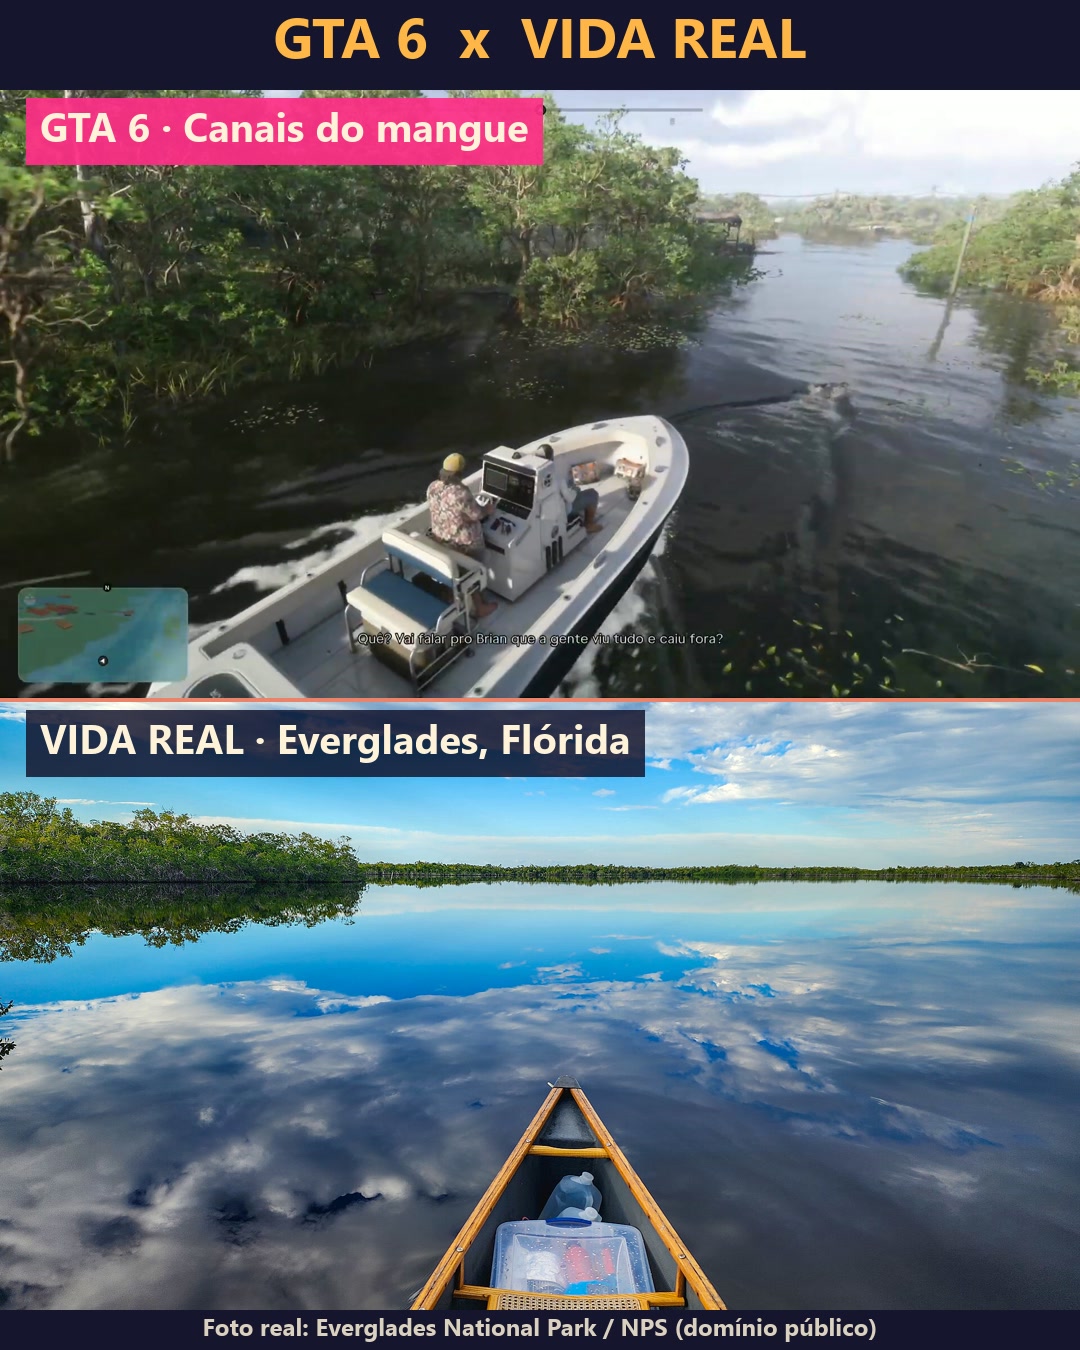 GTA 6 x VIDA REAL
GTA 6 · Canais do mangue
N
Quê? Vai falar pro Brian que a gente viu tudo e caiu fora?
VIDA REAL · Everglades, Flórida
Foto real: Everglades National Park / NPS (domínio público)